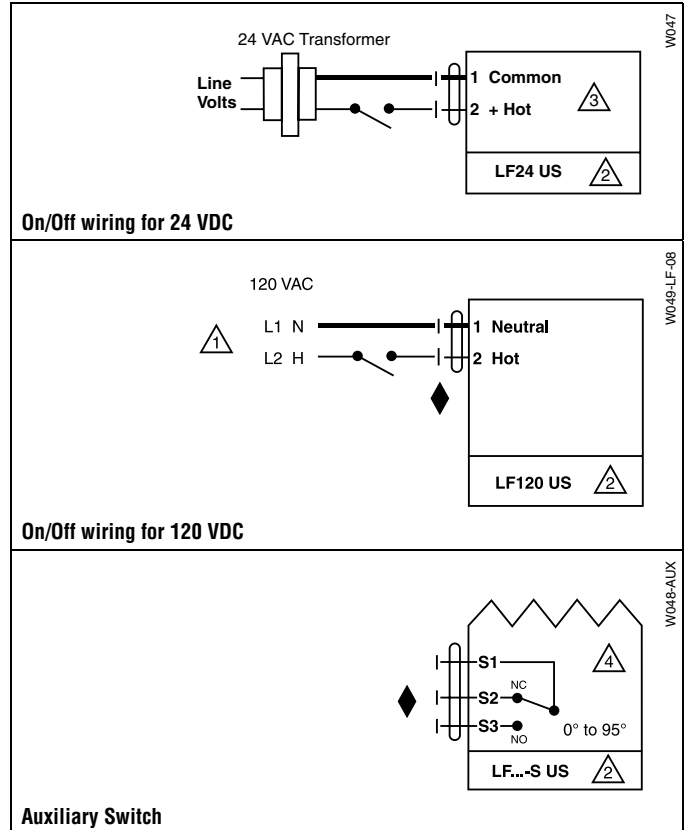 W047
24 VAC Transformer
Line
Volts
1 Common
2 + Hot
3
LF24 US 2
On/Off wiring for 24 VDC
W049-LF-08
120 VAC
1
L1 N
L2 H
1 Neutral
2 Hot
LF120 US 2
On/Off wiring for 120 VDC
W048-AUX
S1
4
S2 NC
S3 NO
0° to 95°
LF...-S US 2
Auxiliary Switch